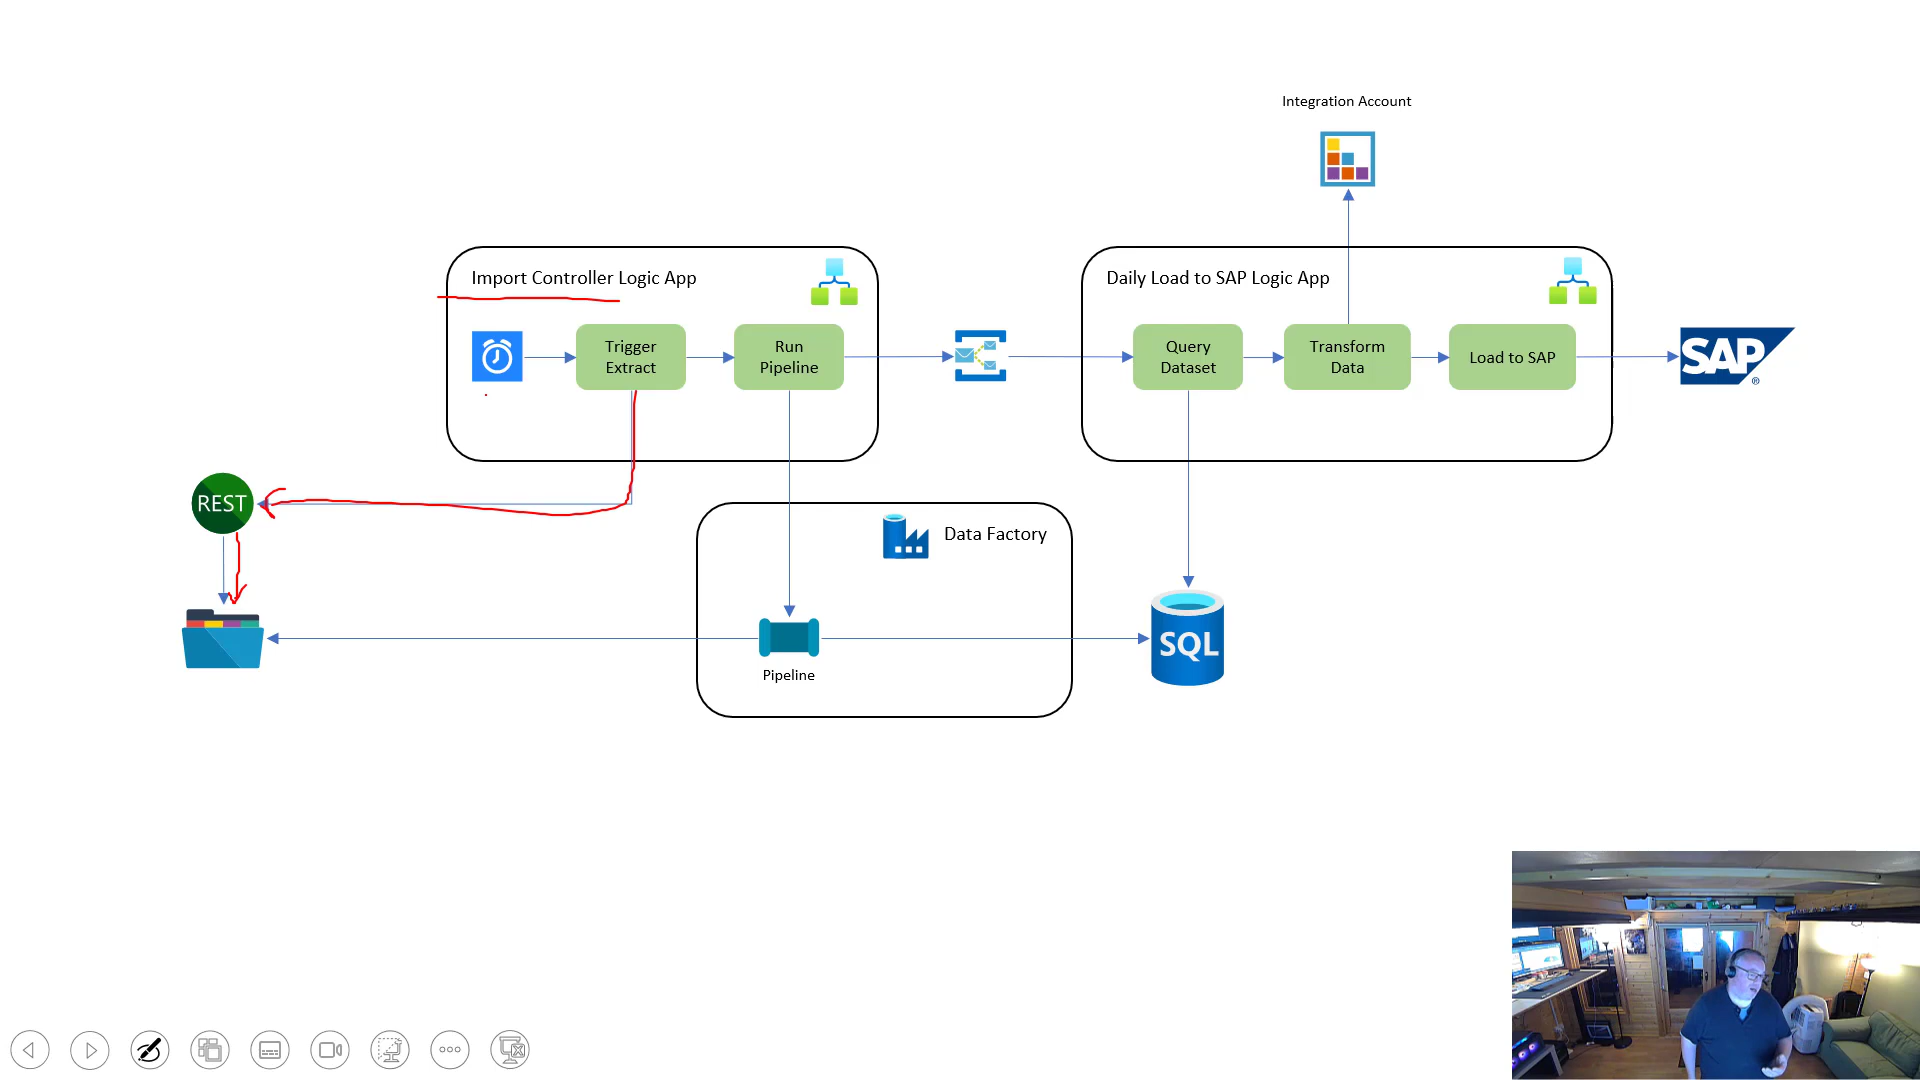 Integration Account
Import Controller Logic App
Daily Load to SAP Logic App
Trigger
Extract
Run
Pipeline
Query
Dataset
Transform
Data
Load to SAP
SAP
®
REST
Data Factory
SQL
Pipeline